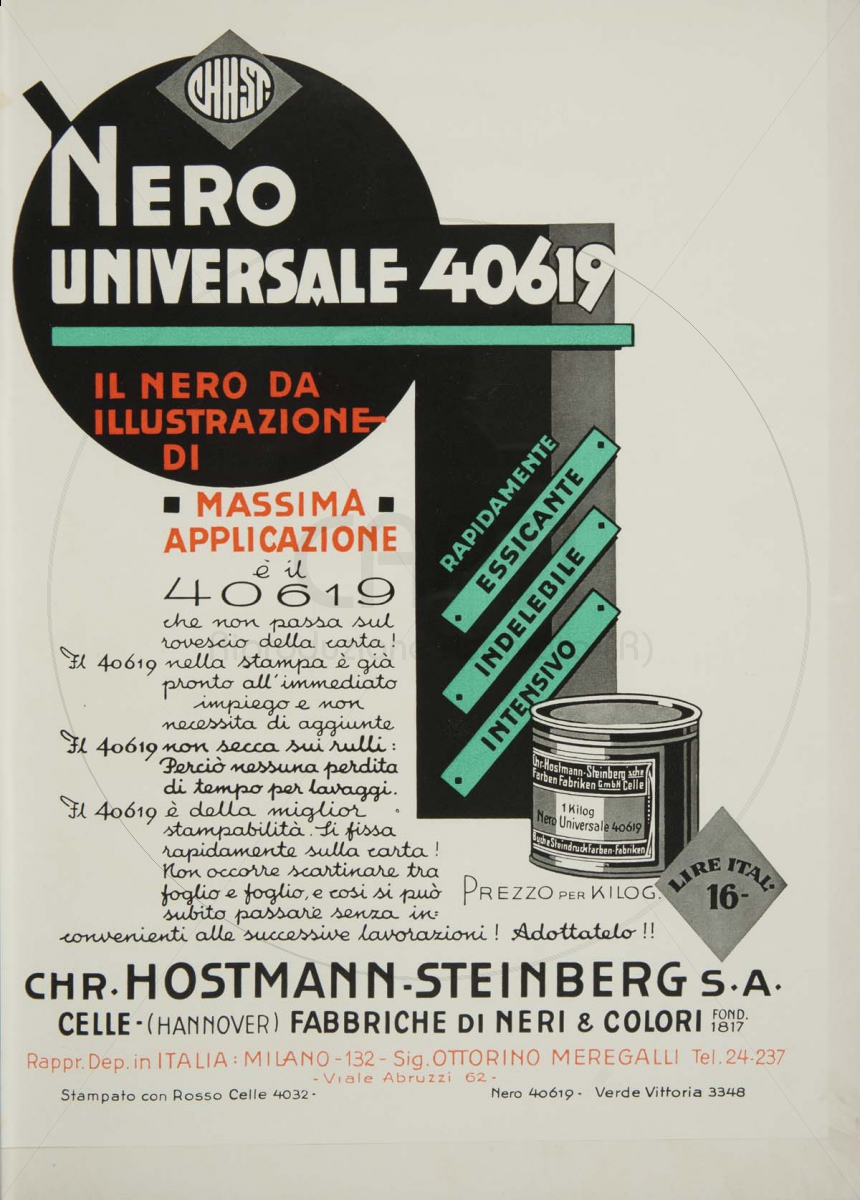 CHH-ST.
NERO
UNIVERSALE 40619
IL NERO DA
ILLUSTRAZIONE
DI
MASSIMA
APPLICAZIONE
è il
40619
che non passa sul
rovescio della carta!
Il 40619 nella stampa è già
pronto all'immediato
impiego e non
necessita di aggiunte
Il 40619 non secca sui rulli:
Perciò nessuna perdita
di tempo per lavaggi.
Il 40619 è della miglior
stampabilità. Si fissa
rapidamente sulla carta!
Non occorre scartinare tra
foglio e foglio, e così si può
subito passare senza in=
convenienti alle successive lavorazioni! Adottatelo!!
RAPIDAMENTE
ESSICANTE
INDELEBILE
INTENSIVO
Chr. Hostmann-Steinberg sche
Farben Fabriken GmbH Celle
1 Kilog
Nero Universale 40619
Buch & Steindruckfarben-Fabriken
PREZZO PER KILOG.
LIRE ITAL.
16-
CHR. HOSTMANN-STEINBERG S.A.
CELLE-(HANNOVER) FABBRICHE DI NERI & COLORI FOND. 1817
Rappr. Dep. in ITALIA: MILANO-132- Sig. OTTORINO MEREGALLI Tel. 24-237
-Viale Abruzzi 62-
Stampato con Rosso Celle 4032- Nero 40619- Verde Vittoria 3348